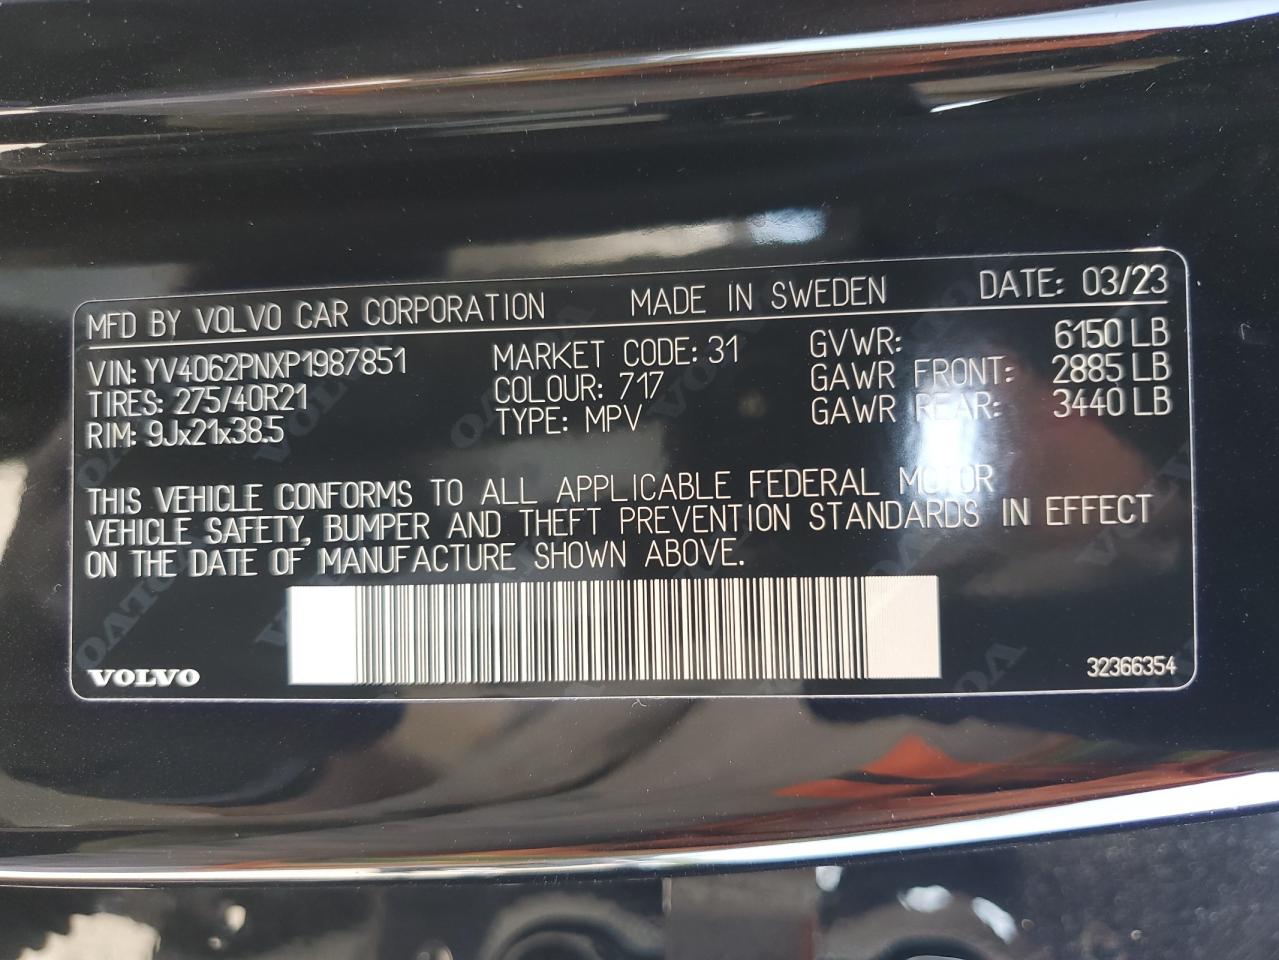 MFD BY VOLVO CAR CORPORATION MADE IN SWEDEN DATE: 03/23
VIN: YV4062PNXP1987851 MARKET CODE: 31 GVWR: 6150 LB
TIRES: 275/40R21 COLOUR: 717 GAWR FRONT: 2885 LB
RIM: 9Jx21x38.5 TYPE: MPV GAWR REAR: 3440 LB
THIS VEHICLE CONFORMS TO ALL APPLICABLE FEDERAL MOTOR
VEHICLE SAFETY, BUMPER AND THEFT PREVENTION STANDARDS IN EFFECT
ON THE DATE OF MANUFACTURE SHOWN ABOVE.
VOLVO 32366354